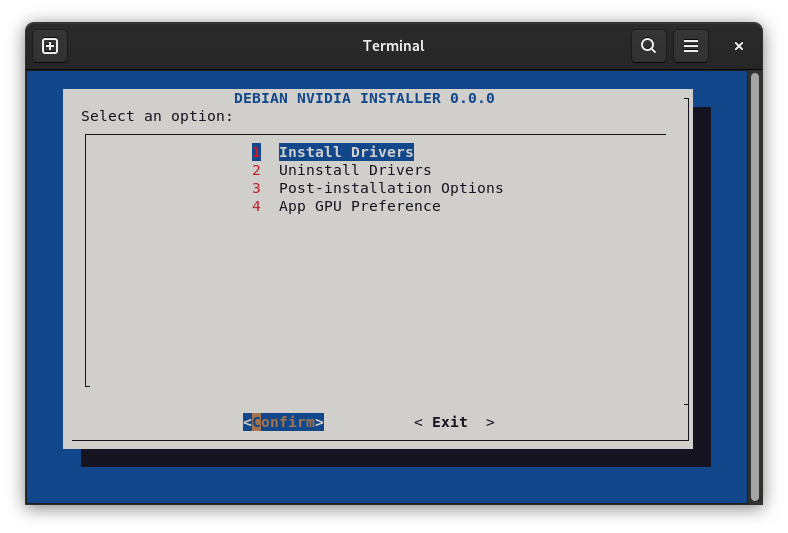 Terminal
DEBIAN NVIDIA INSTALLER 0.0.0
Select an option:
1 Install Drivers
2 Uninstall Drivers
3 Post-installation Options
4 App GPU Preference
<Confirm> < Exit >